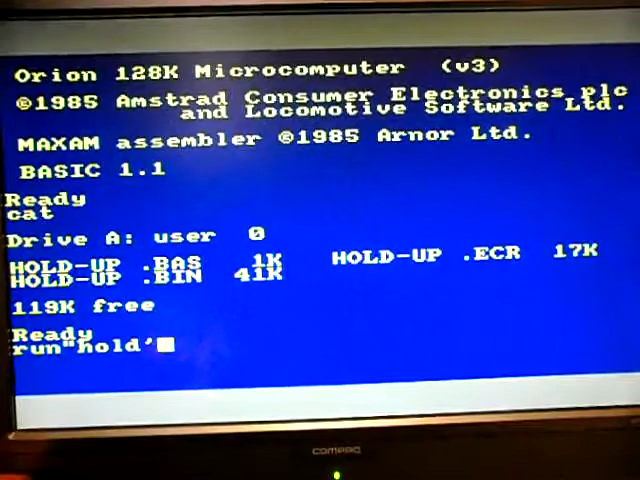 Orion 128K Microcomputer (v3)
©1985 Amstrad Consumer Electronics plc
and Locomotive Software Ltd.
MAXAM assembler ©1985 Arnor Ltd.
BASIC 1.1
Ready
cat
Drive A: user 0
HOLD-UP .BAS 1K HOLD-UP .ECR 17K
HOLD-UP .BIN 41K
119K free
Ready
run"hold'
COMPAQ